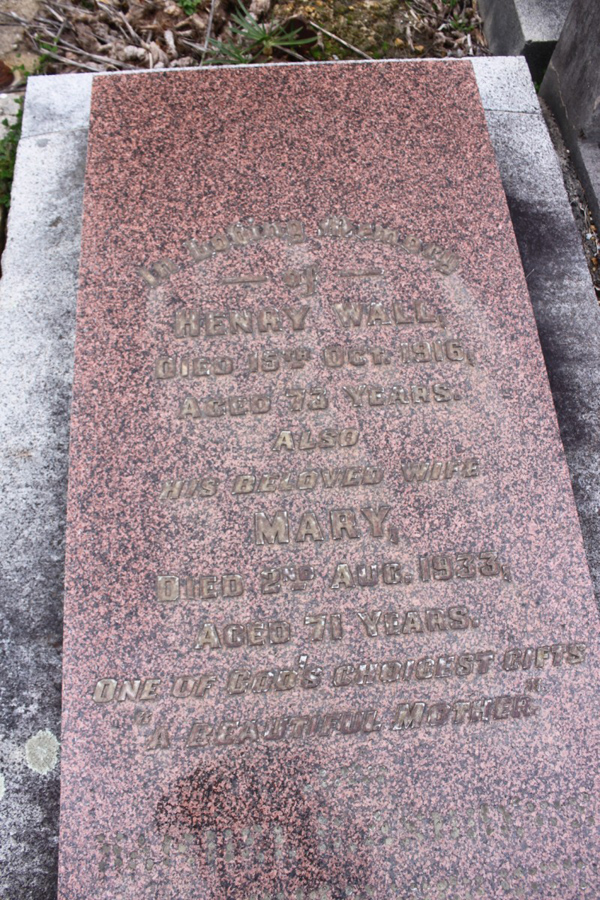 In Loving Memory
— of —
HENRY WALL,
DIED 15TH OCT. 1916,
AGED 73 YEARS.
ALSO
HIS BELOVED WIFE
MARY,
DIED 2ND AUG. 1933,
AGED 71 YEARS.
ONE OF GOD'S CHOICEST GIFTS
"A BEAUTIFUL MOTHER."